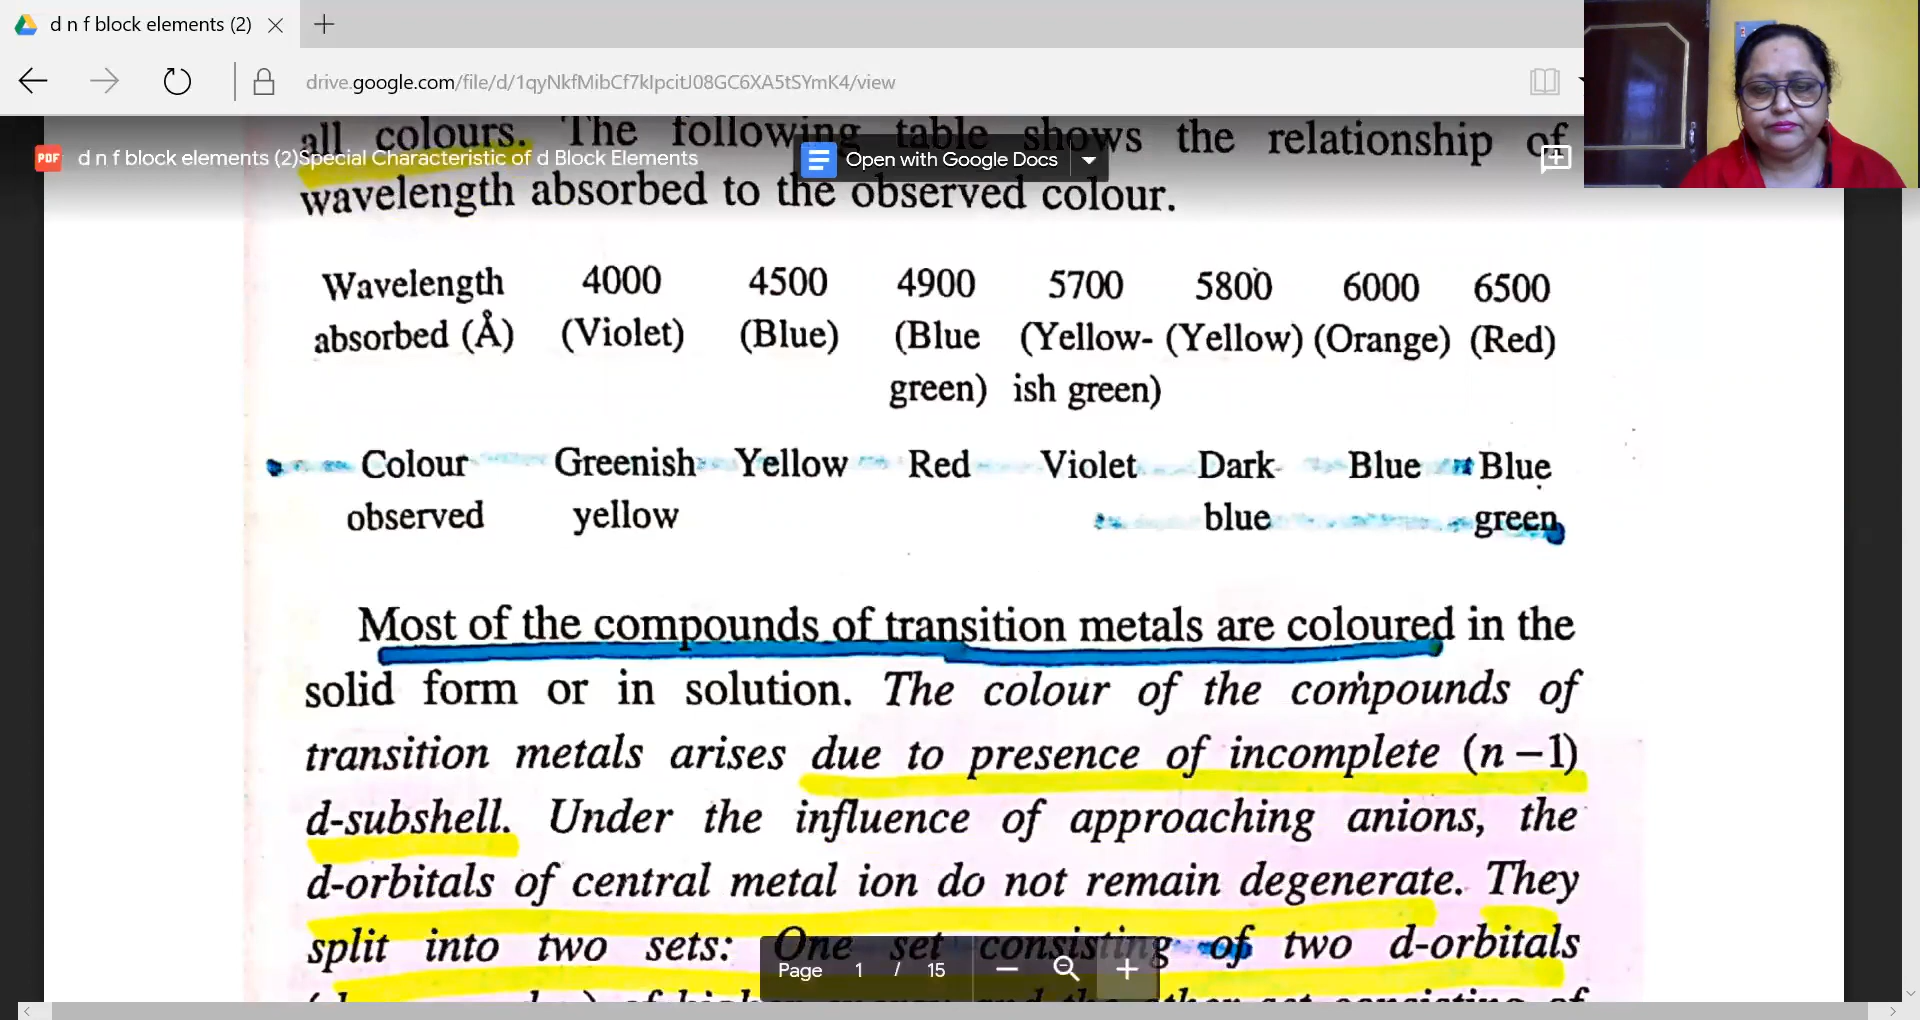 d n f block elements (2)
drive.google.com/file/d/1qyNkfMibCf7kIpcitJ08GC6XA5tSYmK4/view
all colours. The following table shows the relationship of
PDF d n f block elements (2)Special Characteristic of d Block Elements
Open with Google Docs
wavelength absorbed to the observed colour.
Wavelength 4000 4500 4900 5700 5800 6000 6500
absorbed (Å) (Violet) (Blue) (Blue (Yellow- (Yellow) (Orange) (Red)
green) ish green)
Colour Greenish Yellow Red Violet Dark Blue Blue
observed yellow blue green
Most of the compounds of transition metals are coloured in the
solid form or in solution. The colour of the compounds of
transition metals arises due to presence of incomplete (n – 1)
d-subshell. Under the influence of approaching anions, the
d-orbitals of central metal ion do not remain degenerate. They
split into two sets: One set consisting of two d-orbitals
Page 1 / 15